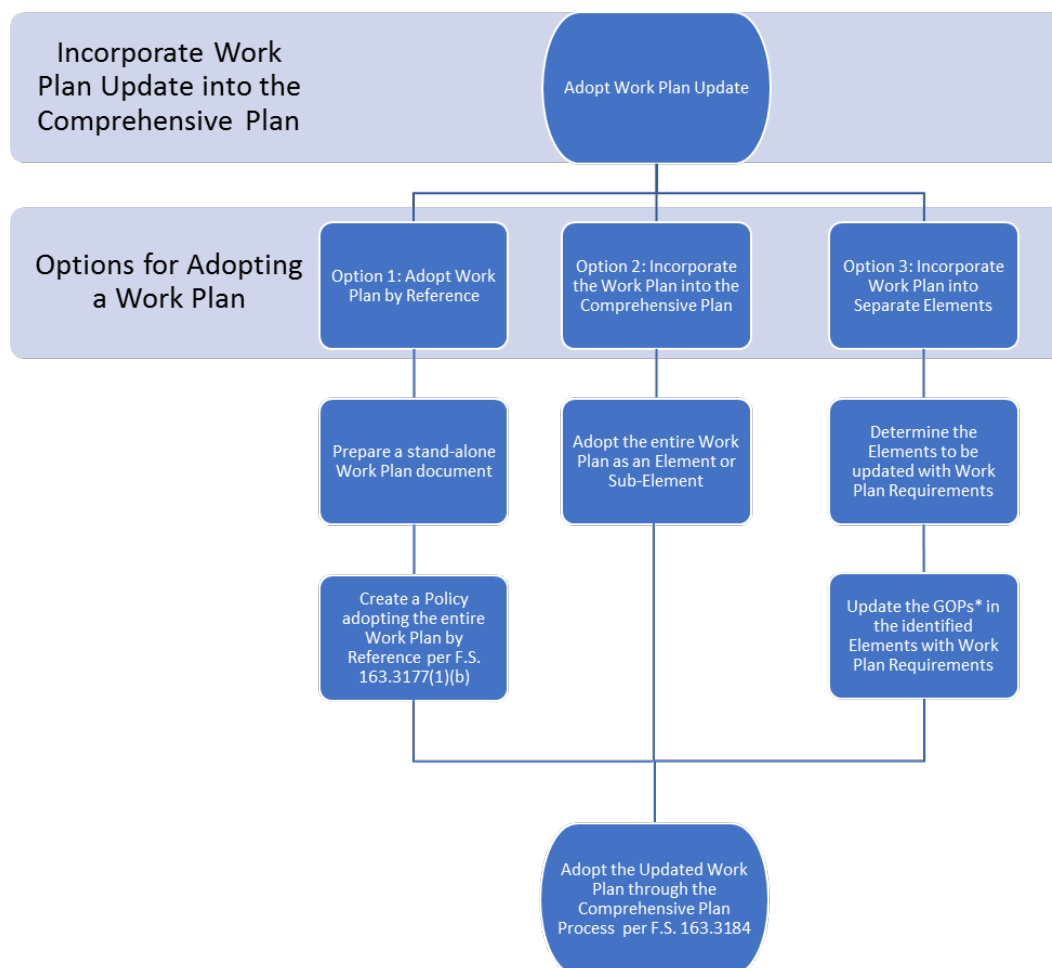 Incorporate Work
Plan Update into the
Comprehensive Plan
Adopt Work Plan Update
Options for Adopting
a Work Plan
Option 1: Adopt Work
Plan by Reference
Option 2: Incorporate
the Work Plan into the
Comprehensive Plan
Option 3: Incorporate
Work Plan into
Separate Elements
Prepare a stand-alone
Work Plan document
Adopt the entire Work
Plan as an Element or
Sub-Element
Determine the
Elements to be
updated with Work
Plan Requirements
Create a Policy
adopting the entire
Work Plan by
Reference per F.S.
163.3177(1)(b)
Update the GOPs* in
the identified
Elements with Work
Plan Requirements
Adopt the Updated Work
Plan through the
Comprehensive Plan
Process per F.S. 163.3184